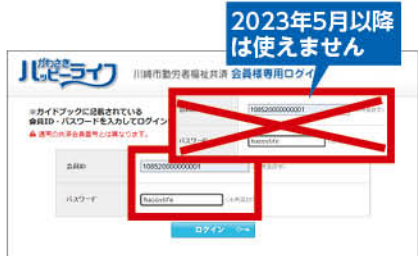 2023年5月以降
は使えません
かわさき
ハッピーライフ
川崎市勤労者福祉共済 会員様専用ログイ
※ガイドブックに記載されている
会員ID・パスワードを入力してログイン
108520000000001
パスワード
happylife
会員ID
108520000000001
パスワード
happylife
ログイン